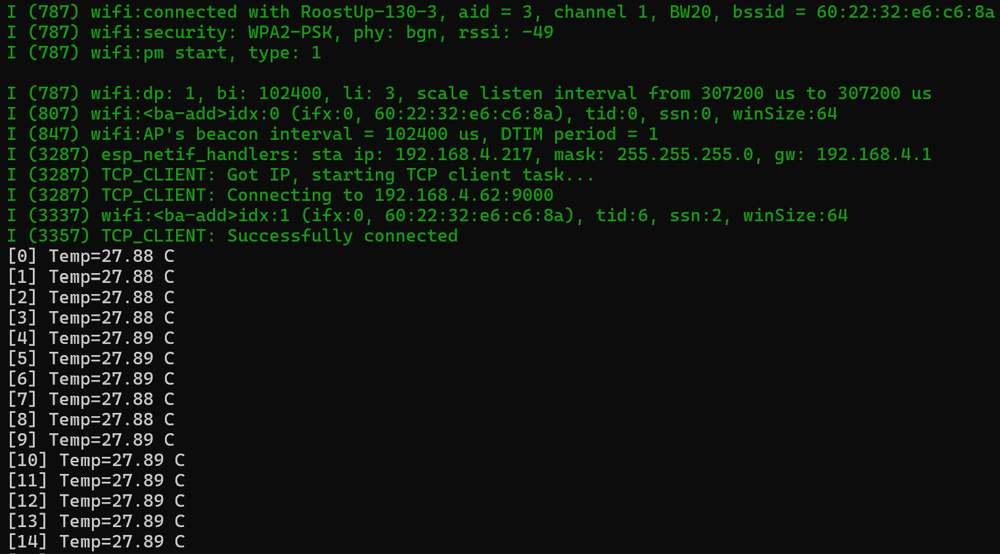 I (787) wifi:connected with RoostUp-130-3, aid = 3, channel 1, BW20, bssid = 60:22:32:e6:c6:8a
I (787) wifi:security: WPA2-PSK, phy: bgn, rssi: -49
I (787) wifi:pm start, type: 1
I (787) wifi:dp: 1, bi: 102400, li: 3, scale listen interval from 307200 us to 307200 us
I (807) wifi:<ba-add>idx:0 (ifx:0, 60:22:32:e6:c6:8a), tid:0, ssn:0, winSize:64
I (847) wifi:AP's beacon interval = 102400 us, DTIM period = 1
I (3287) esp_netif_handlers: sta ip: 192.168.4.217, mask: 255.255.255.0, gw: 192.168.4.1
I (3287) TCP_CLIENT: Got IP, starting TCP client task...
I (3287) TCP_CLIENT: Connecting to 192.168.4.62:9000
I (3337) wifi:<ba-add>idx:1 (ifx:0, 60:22:32:e6:c6:8a), tid:6, ssn:2, winSize:64
I (3357) TCP_CLIENT: Successfully connected
[0] Temp=27.88 C
[1] Temp=27.88 C
[2] Temp=27.88 C
[3] Temp=27.88 C
[4] Temp=27.89 C
[5] Temp=27.89 C
[6] Temp=27.89 C
[7] Temp=27.88 C
[8] Temp=27.88 C
[9] Temp=27.89 C
[10] Temp=27.89 C
[11] Temp=27.89 C
[12] Temp=27.89 C
[13] Temp=27.89 C
[14] Temp=27.89 C